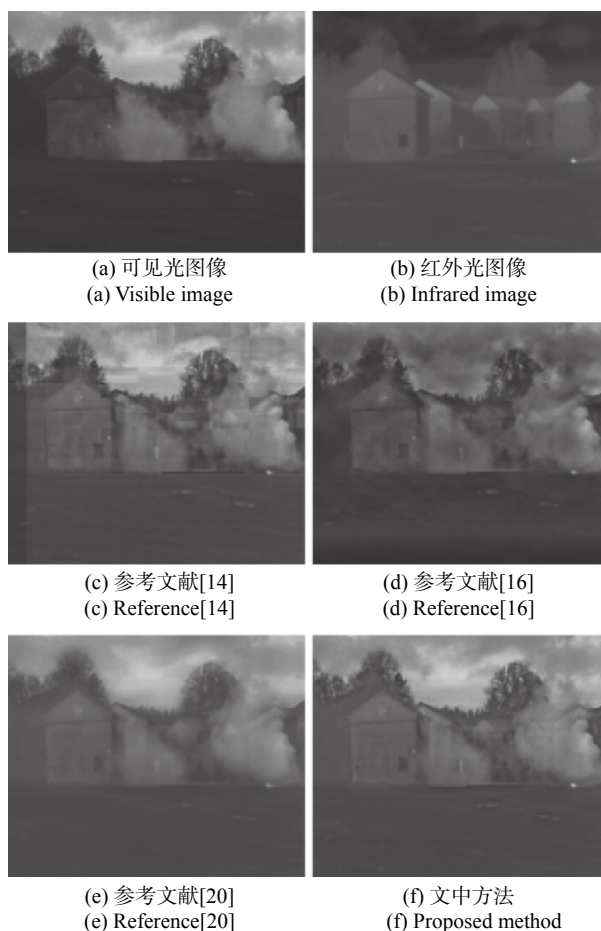 (a) 可见光图像
(a) Visible image
(b) 红外光图像
(b) Infrared image
(c) 参考文献[14]
(c) Reference[14]
(d) 参考文献[16]
(d) Reference[16]
(e) 参考文献[20]
(e) Reference[20]
(f) 文中方法
(f) Proposed method